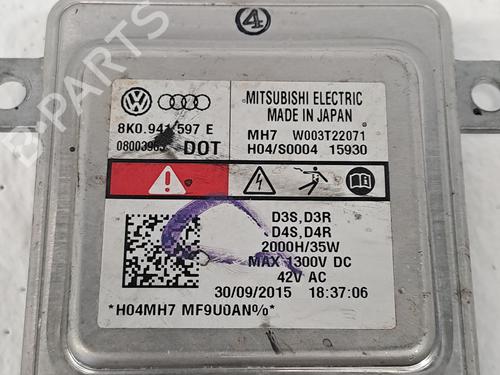 4
MITSUBISHI ELECTRIC
MADE IN JAPAN
8K0.941 597 E
MH7 W003T22071
DOT
H04/S0004 15930
D3S,D3R
D4S,D4R
2000H/35W
MAX 1300V DC
42V AC
30/09/2015 18:37:06
*H04MH7 MF9U0AN%*
B-PARTS